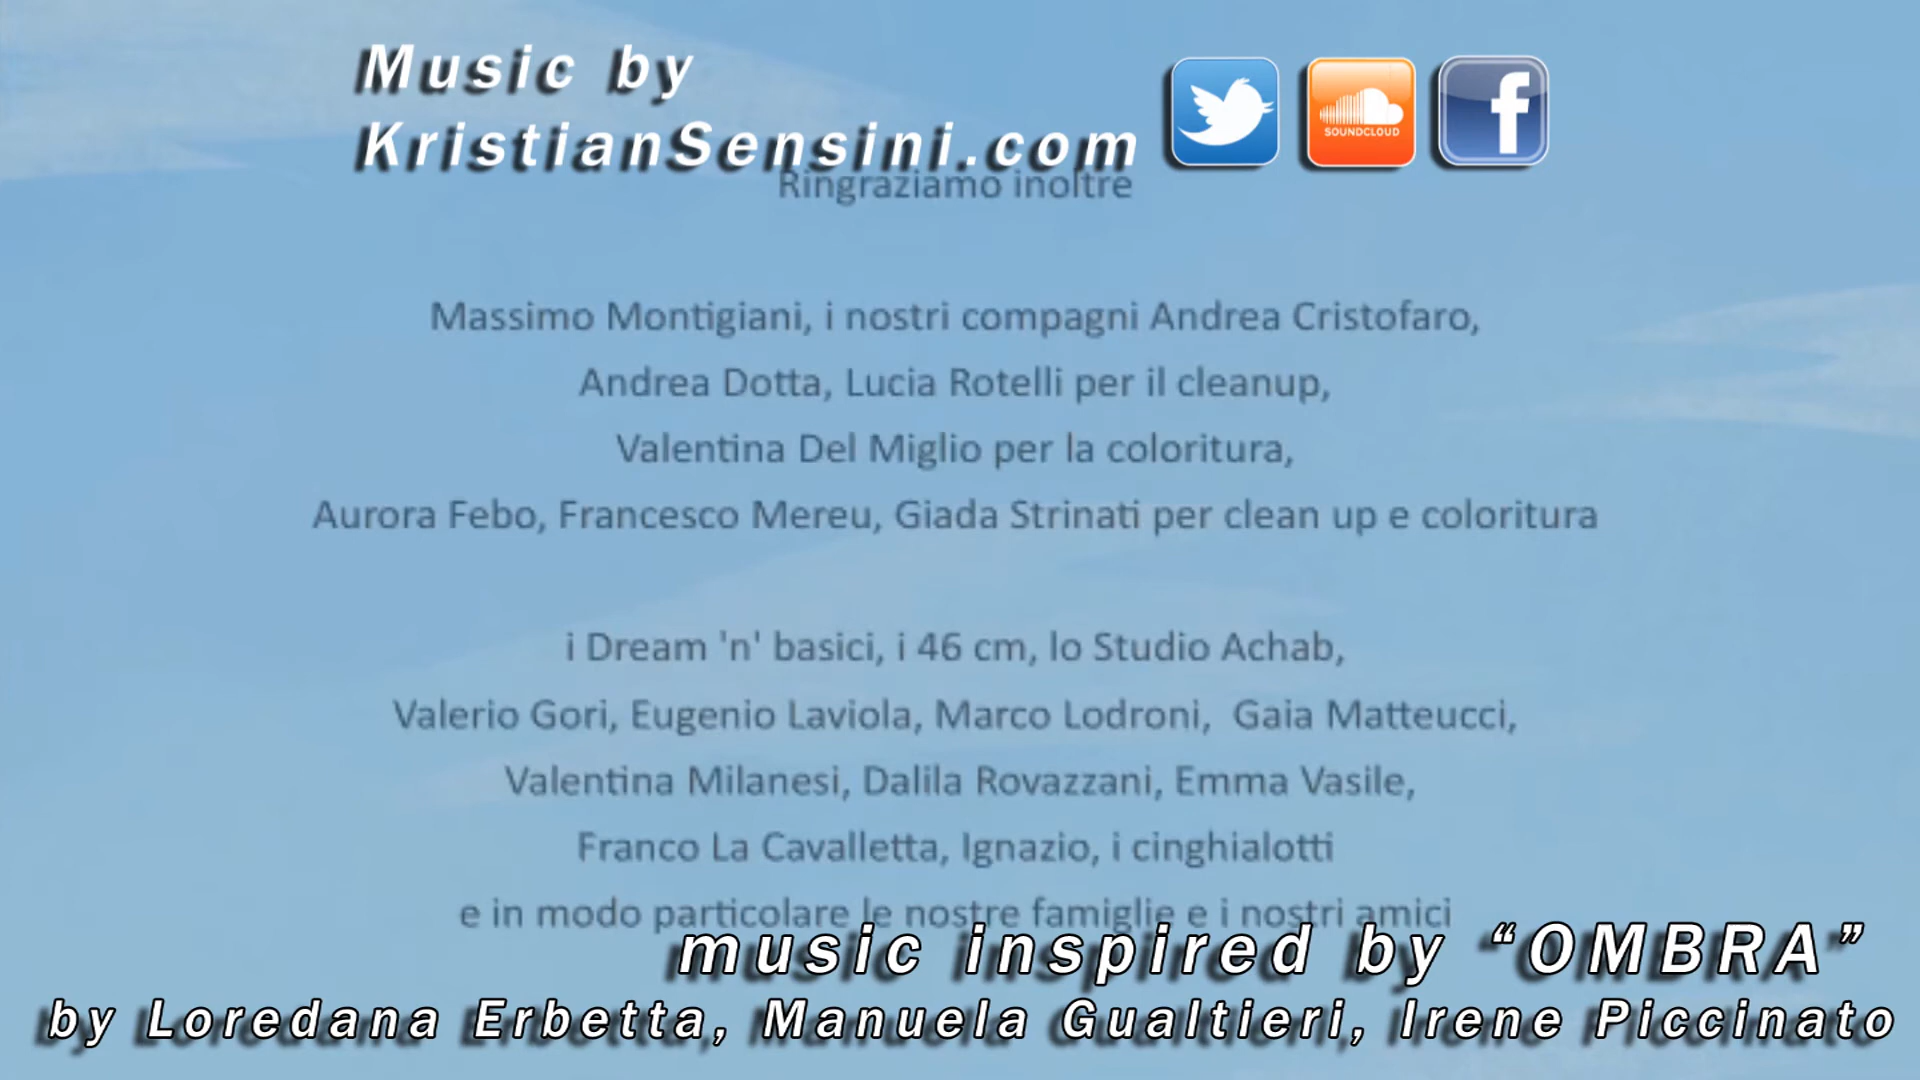 Music by
KristianSensini.com
SOUNDCLOUD
Ringraziamo inoltre
Massimo Montigiani, i nostri compagni Andrea Cristofaro,
Andrea Dotta, Lucia Rotelli per il cleanup,
Valentina Del Miglio per la coloritura,
Aurora Febo, Francesco Mereu, Giada Strinati per clean up e coloritura
i Dream 'n' basici, i 46 cm, lo Studio Achab,
Valerio Gori, Eugenio Laviola, Marco Lodroni, Gaia Matteucci,
Valentina Milanesi, Dalila Rovazzani, Emma Vasile,
Franco La Cavalletta, Ignazio, i cinghialotti
e in modo particolare le nostre famiglie e i nostri amici
music inspired by “OMBRA”
by Loredana Erbetta, Manuela Gualtieri, Irene Piccinato